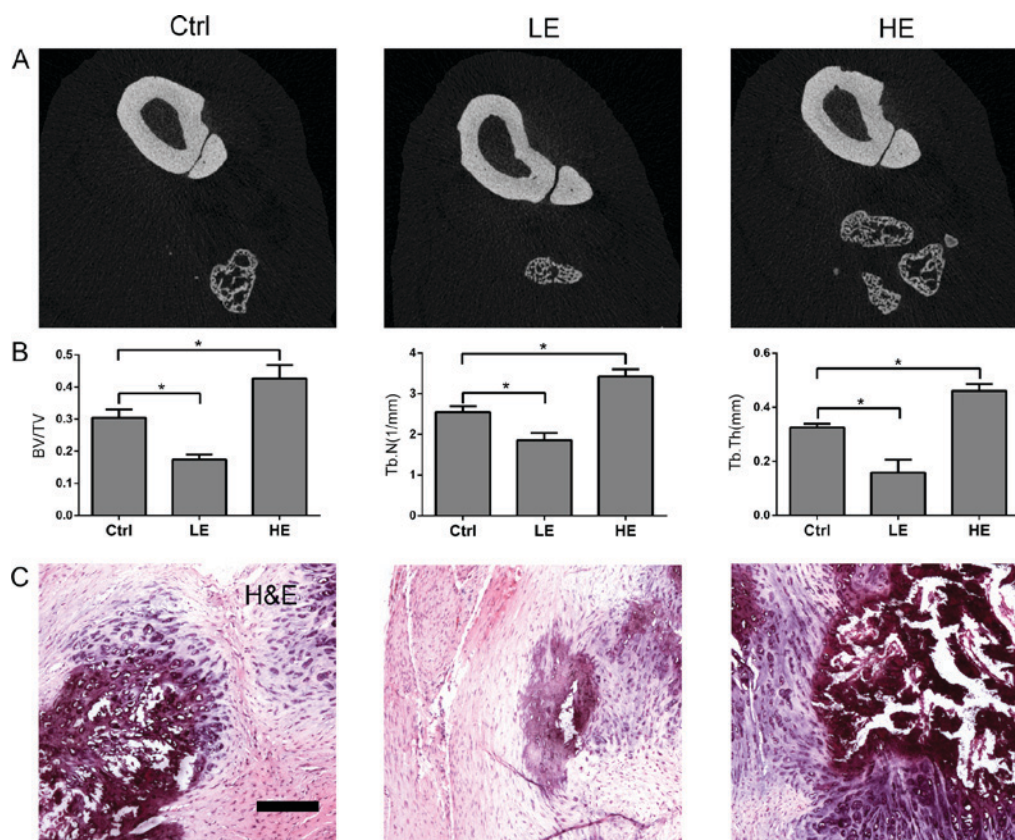 Ctrl LE HE
A
B
0.5
0.4
0.3
0.2
0.1
0.0
BV/TV
*
*
Ctrl LE HE
4
3
2
1
0
Tb.N(1/mm)
*
*
Ctrl LE HE
0.6
0.4
0.2
0.0
Tb.Th(mm)
*
*
Ctrl LE HE
C
H&E